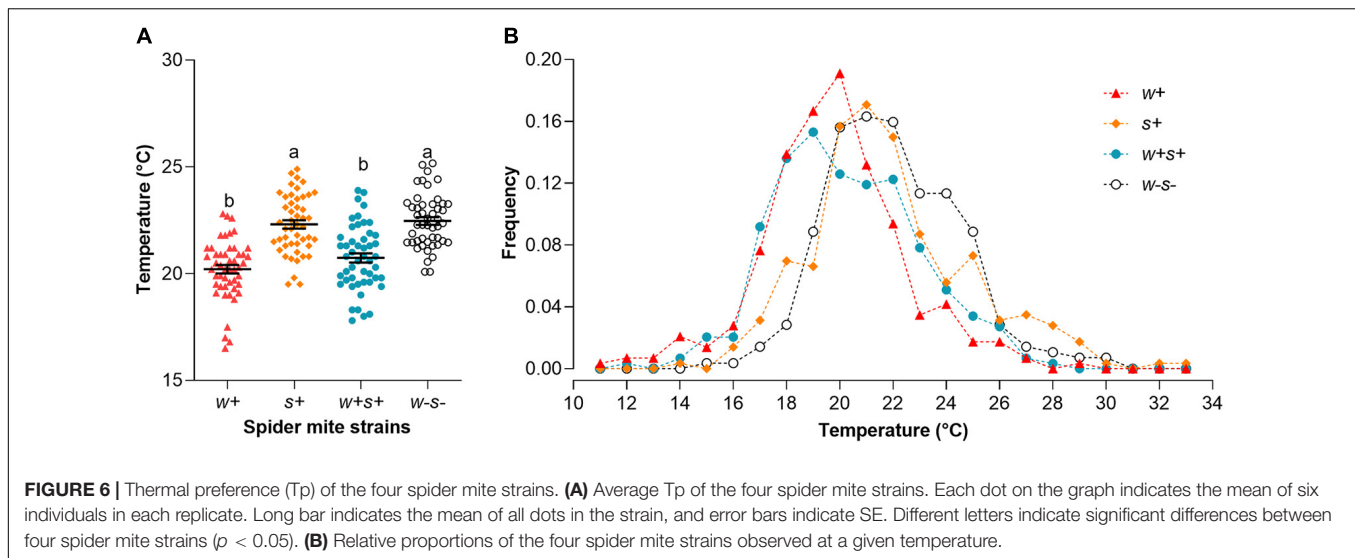 A
30
25
20
15
Temperature (°C)
b
a
b
a
w+
s+
w+s+
w-s-
Spider mite strains
B
0.20
0.16
0.12
0.08
0.04
0.00
Frequency
10 12 14 16 18 20 22 24 26 28 30 32 34
Temperature (°C)
w+
s+
w+s+
w-s-
FIGURE 6 | Thermal preference (Tp) of the four spider mite strains. (A) Average Tp of the four spider mite strains. Each dot on the graph indicates the mean of six
individuals in each replicate. Long bar indicates the mean of all dots in the strain, and error bars indicate SE. Different letters indicate significant differences between
four spider mite strains (p < 0.05). (B) Relative proportions of the four spider mite strains observed at a given temperature.